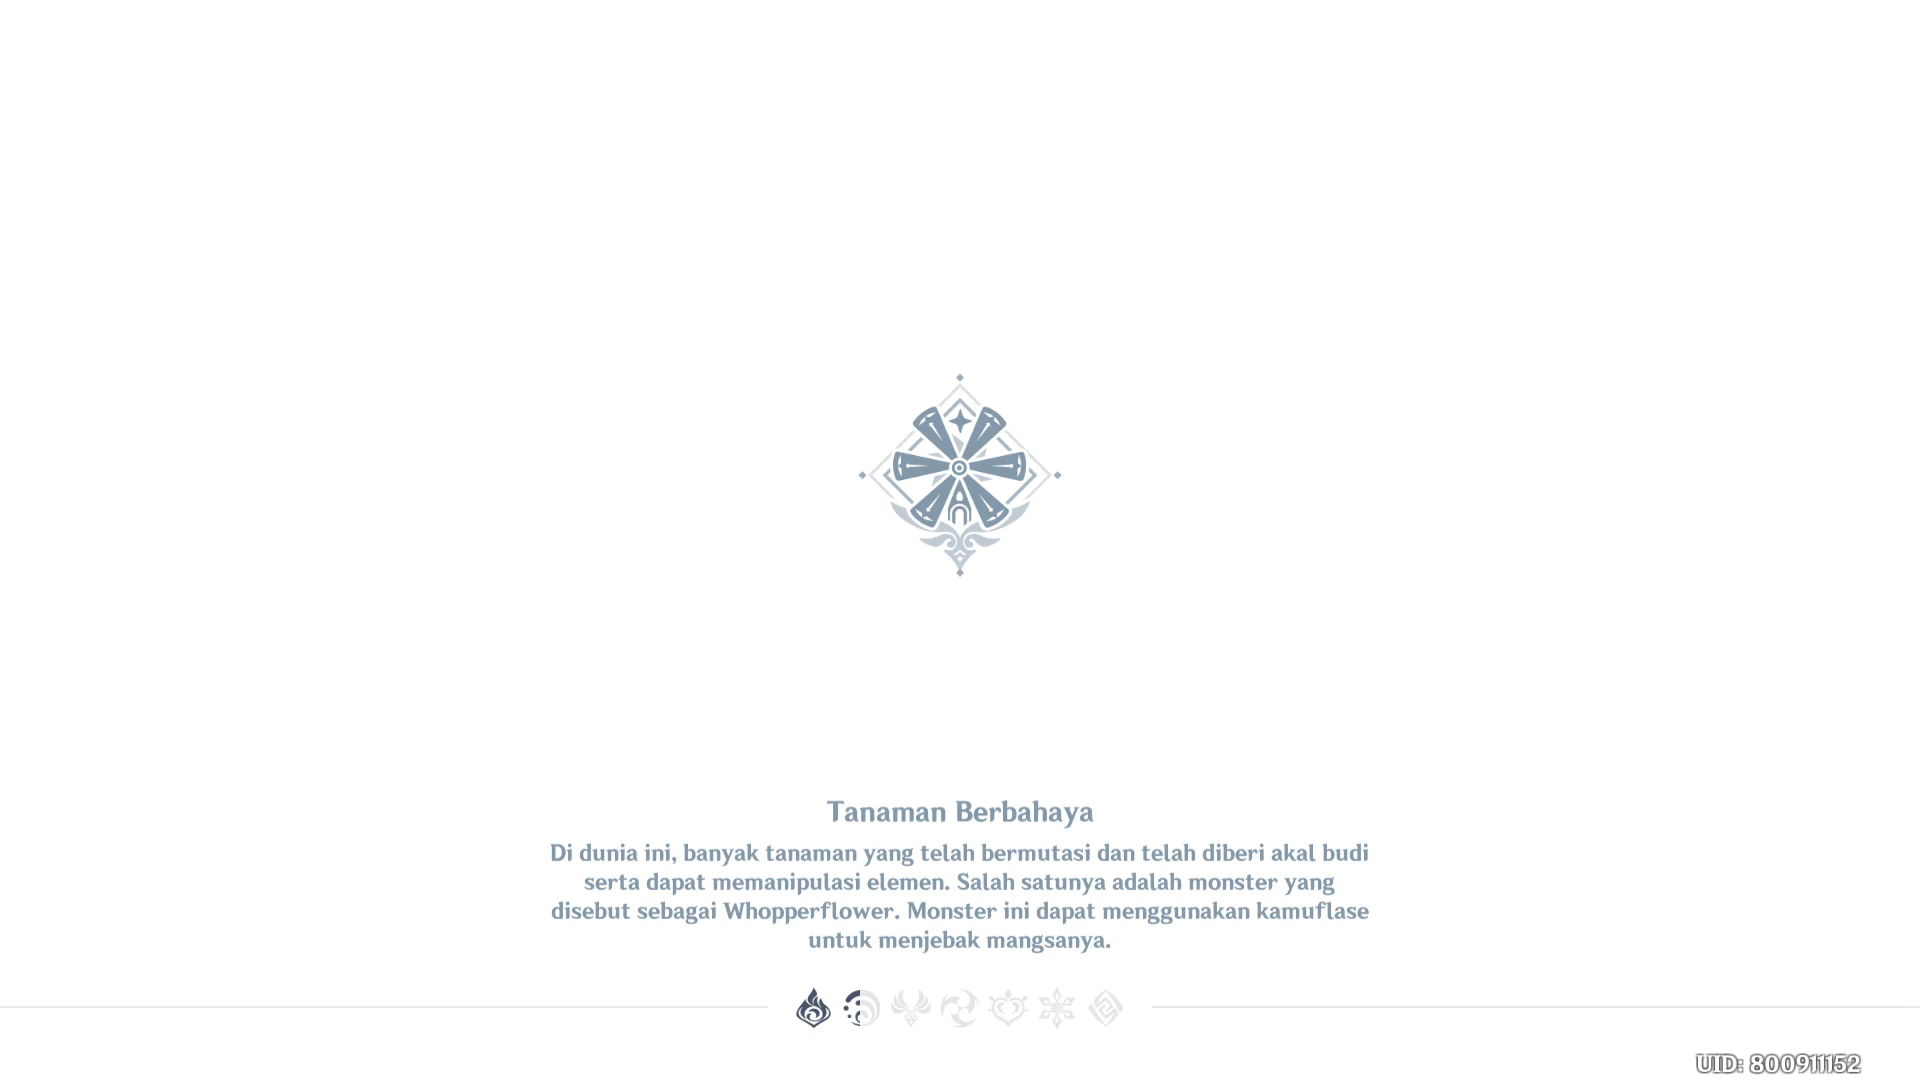 Tanaman Berbahaya
Di dunia ini, banyak tanaman yang telah bermutasi dan telah diberi akal budi
serta dapat memanipulasi elemen. Salah satunya adalah monster yang
disebut sebagai Whopperflower. Monster ini dapat menggunakan kamuflase
untuk menjebak mangsanya.
UID: 800911152